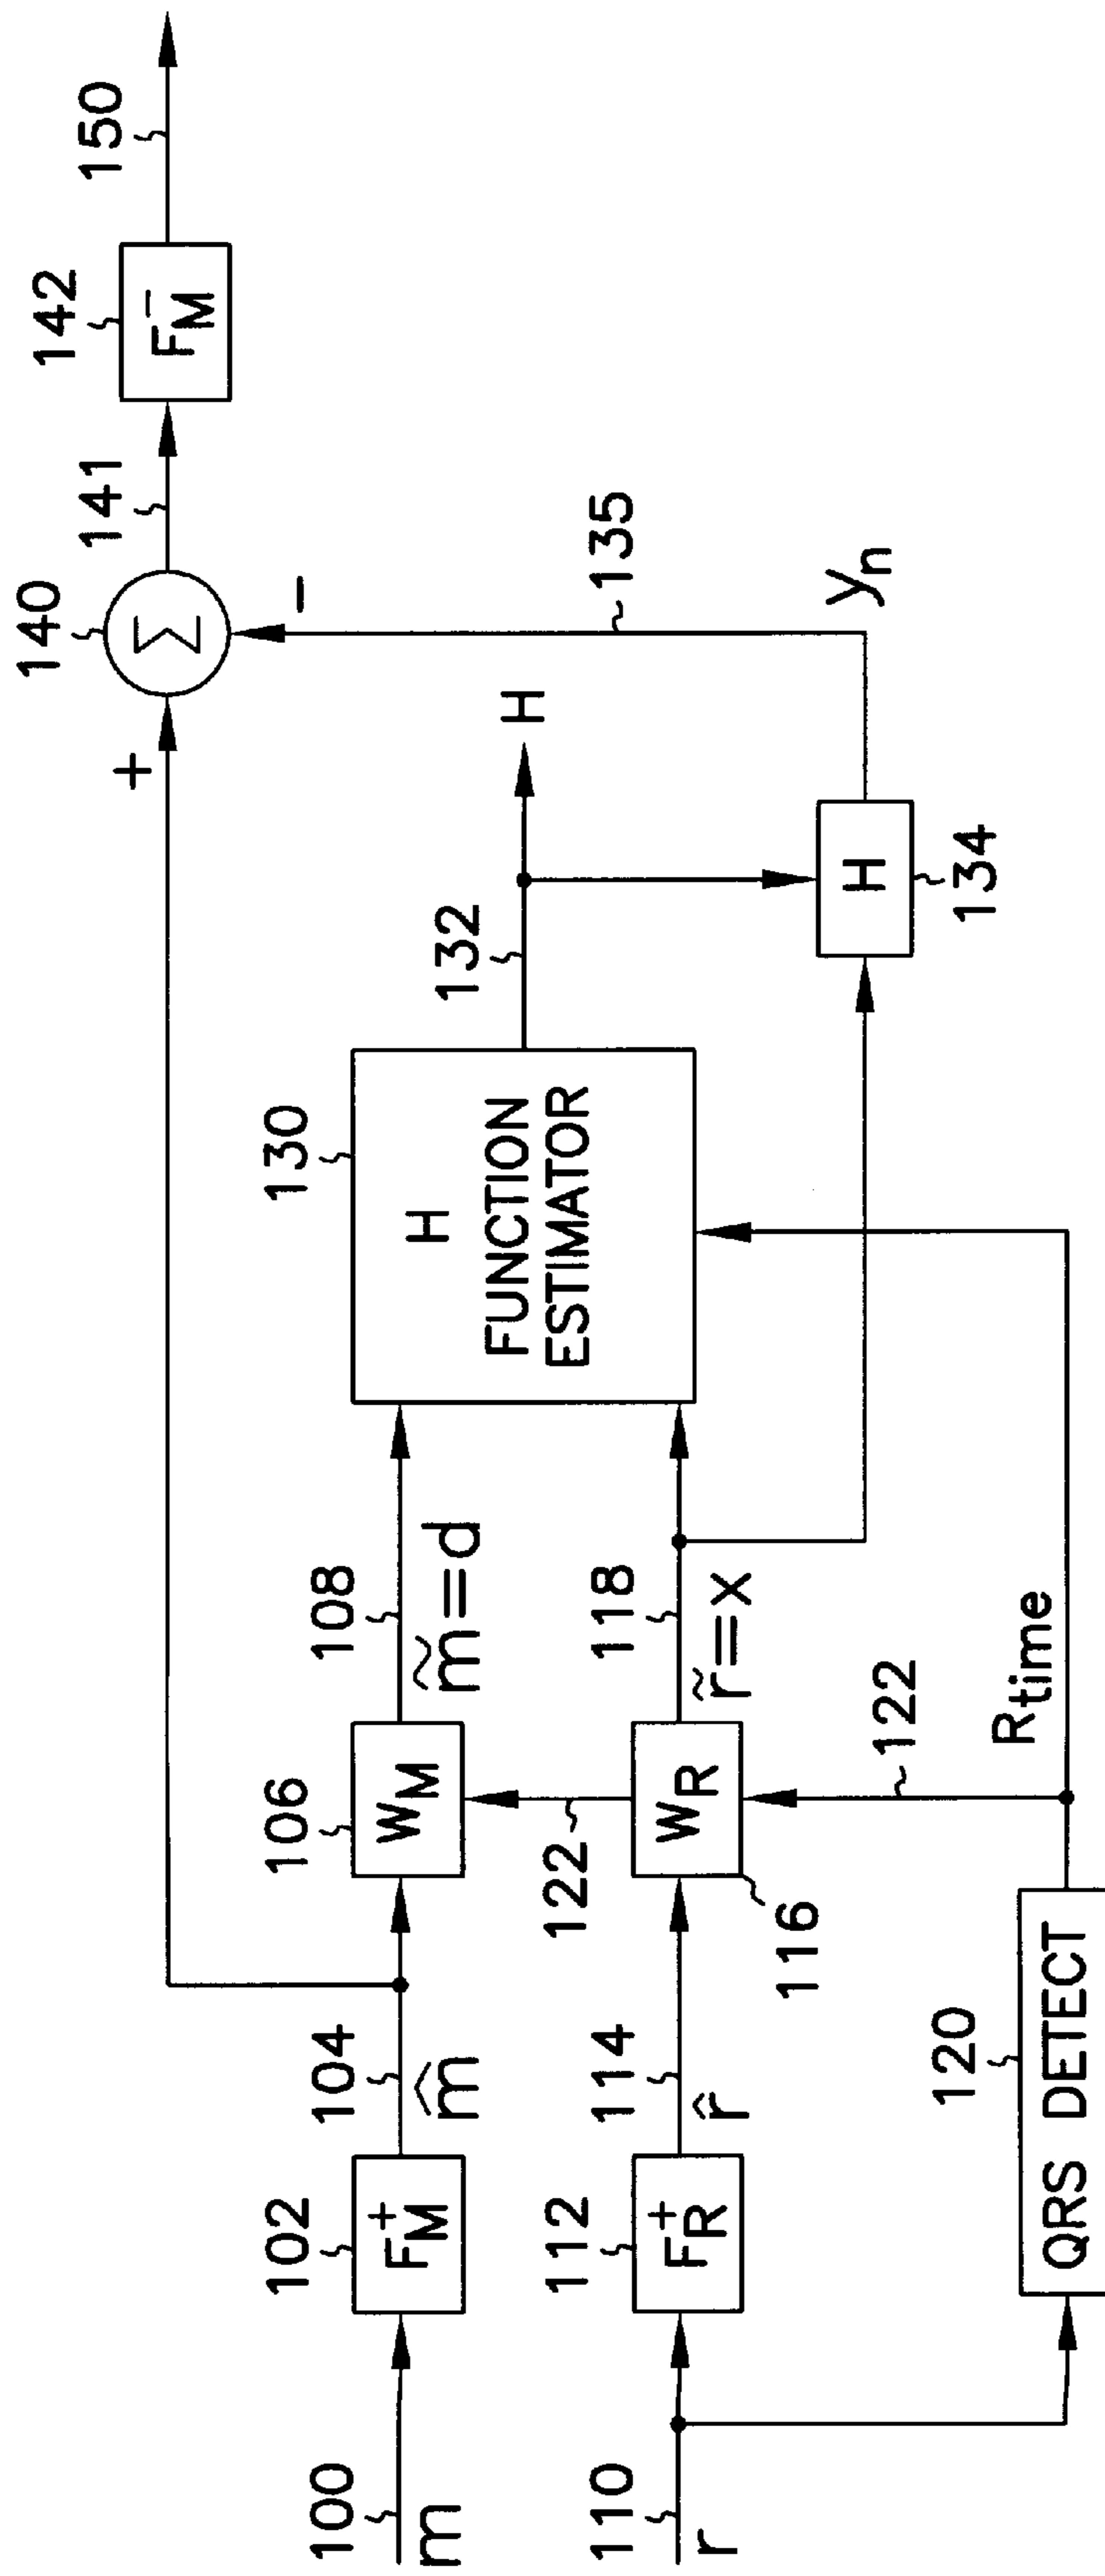 100
m
102
F_M^+
104
m̂
106
W_M
108
m̃=d
110
r
112
F_R^+
114
r̂
116
W_R
118
r̃=x
120
QRS DETECT
122
122
R_time
130
H
FUNCTION
ESTIMATOR
132
H
H
134
y_n
135
+
−
140
Σ
141
142
F_M^−
150